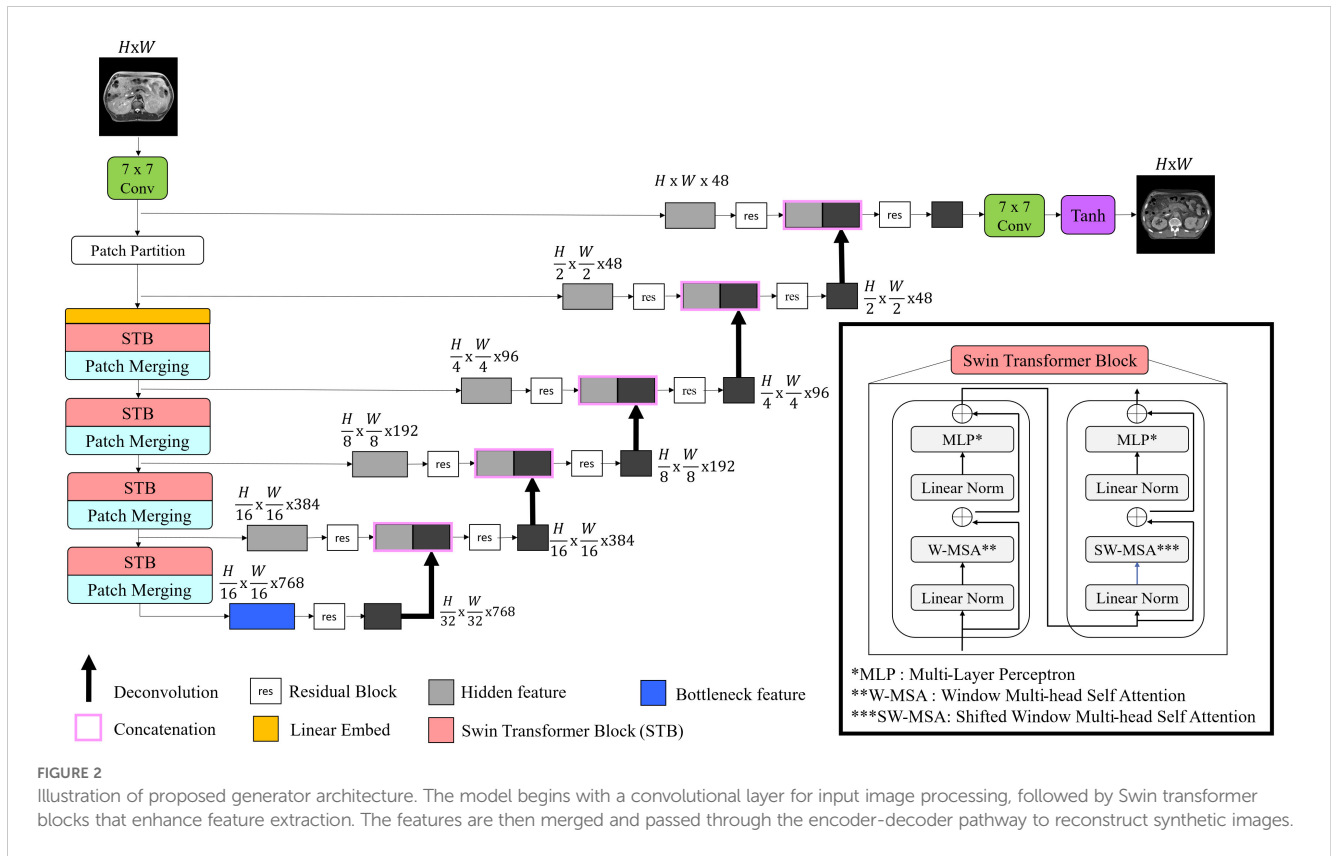 H x W
7 x 7
Conv
Patch Partition
STB
Patch Merging
STB
Patch Merging
STB
Patch Merging
STB
Patch Merging
H x W x 48
res
res
7 x 7
Conv
Tanh
HxW
H/2 x W/2 x48
res
res
H/2 x W/2 x48
H/4 x W/4 x96
res
res
H/4 x W/4 x96
H/8 x W/8 x192
res
res
H/8 x W/8 x192
H/16 x W/16 x384
res
res
H/16 x W/16 x384
H/16 x W/16 x768
res
H/32 x W/32 x768
Swin Transformer Block
MLP*
MLP*
Linear Norm
Linear Norm
W-MSA**
SW-MSA***
Linear Norm
Linear Norm
*MLP : Multi-Layer Perceptron
**W-MSA : Window Multi-head Self Attention
***SW-MSA: Shifted Window Multi-head Self Attention
Deconvolution
res
Residual Block
Hidden feature
Bottleneck feature
Concatenation
Linear Embed
Swin Transformer Block (STB)
FIGURE 2
Illustration of proposed generator architecture. The model begins with a convolutional layer for input image processing, followed by Swin transformer
blocks that enhance feature extraction. The features are then merged and passed through the encoder-decoder pathway to reconstruct synthetic images.